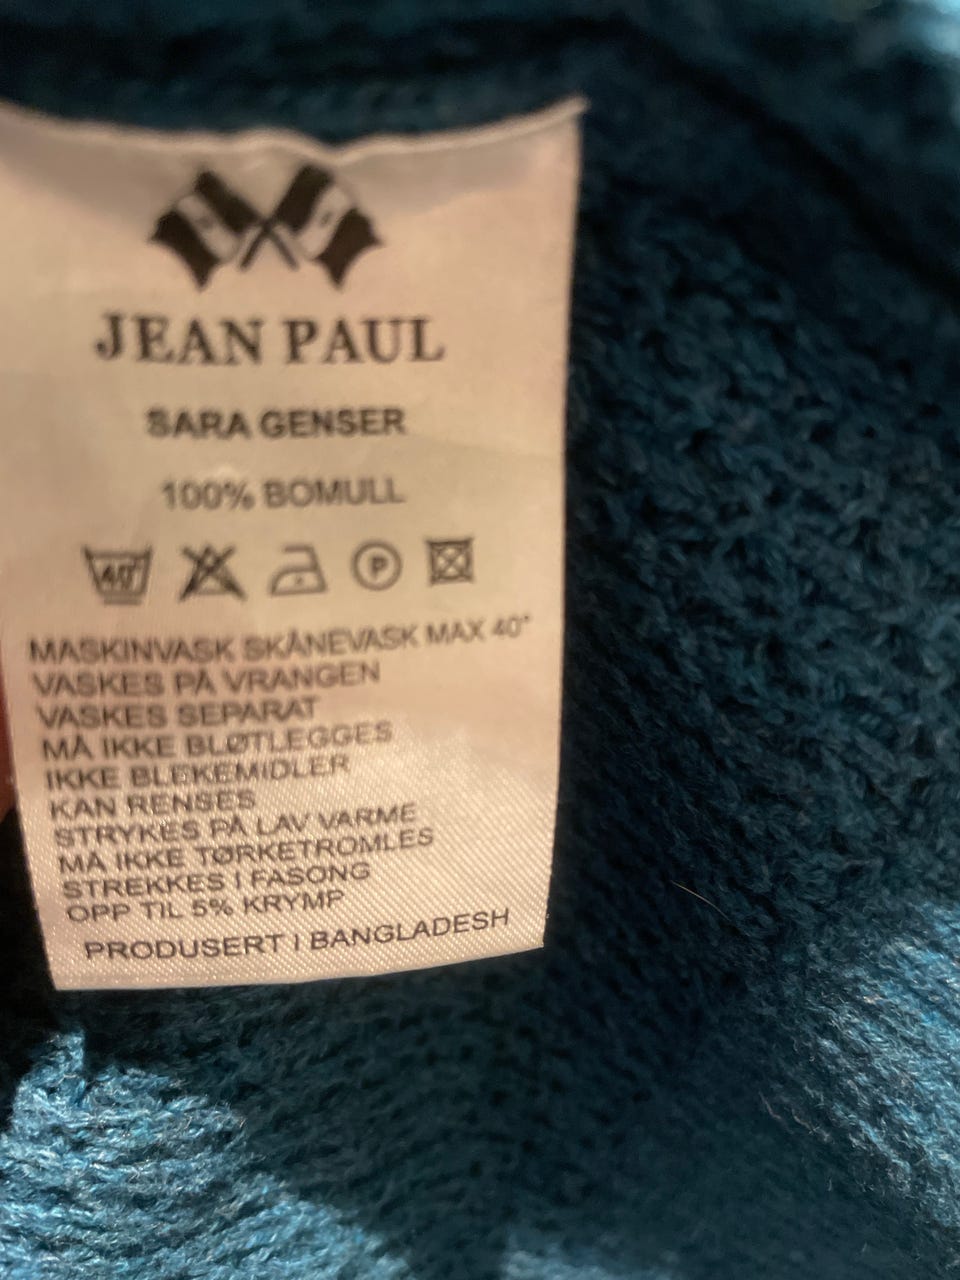 JEAN PAUL
SARA GENSER
100% BOMULL
40° P
MASKINVASK SKÅNEVASK MAX 40°
VASKES PÅ VRANGEN
VASKES SEPARAT
MÅ IKKE BLØTLEGGES
IKKE BLEKEMIDLER
KAN RENSES
STRYKES PÅ LAV VARME
MÅ IKKE TØRKETROMLES
STREKKES I FASONG
OPP TIL 5% KRYMP
PRODUSERT I BANGLADESH